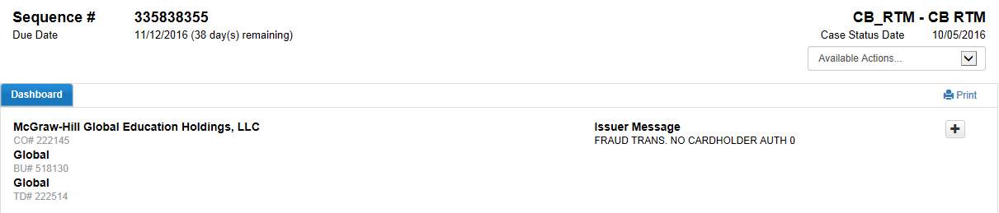 Sequence # 335838355 CB_RTM - CB RTM
Due Date 11/12/2016 (38 day(s) remaining) Case Status Date 10/05/2016
Available Actions...
Dashboard Print
McGraw-Hill Global Education Holdings, LLC Issuer Message
CO# 222145 FRAUD TRANS. NO CARDHOLDER AUTH 0
Global
BU# 518130
Global
TD# 222514